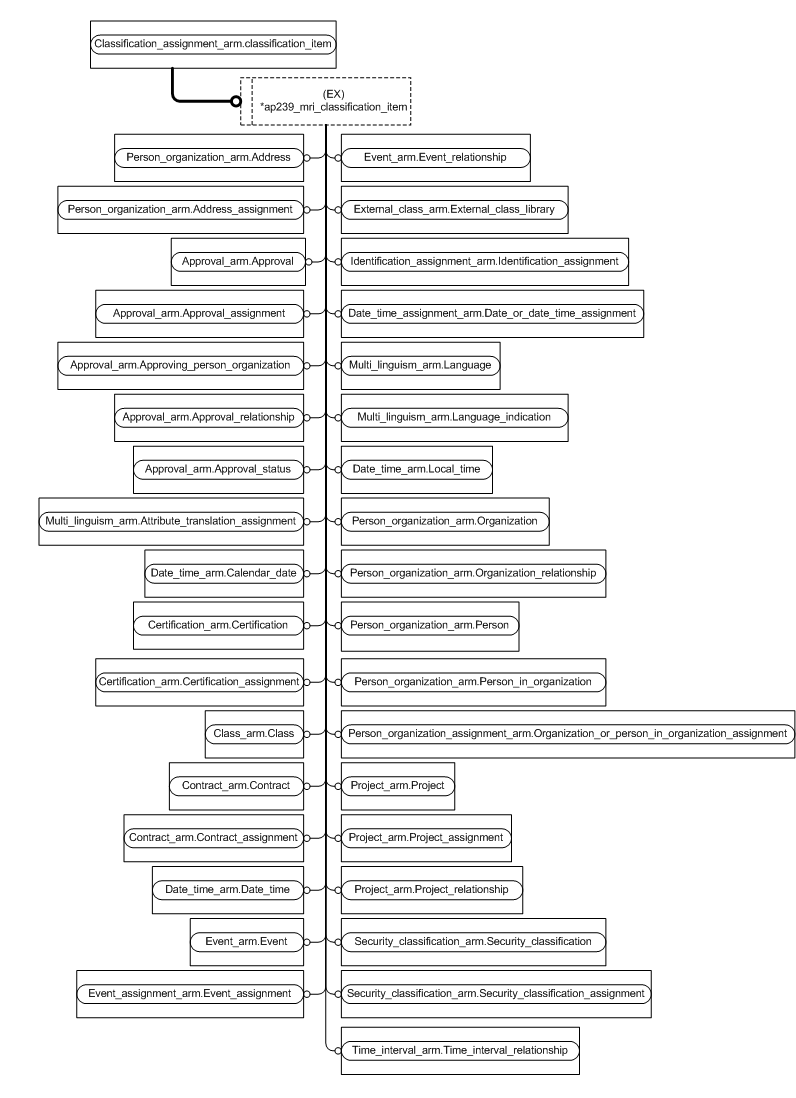 Classification_assignment_arm.classification_item
(EX)
*ap239_mri_classification_item
Person_organization_arm.Address
Event_arm.Event_relationship
Person_organization_arm.Address_assignment
External_class_arm.External_class_library
Approval_arm.Approval
Identification_assignment_arm.Identification_assignment
Approval_arm.Approval_assignment
Date_time_assignment_arm.Date_or_date_time_assignment
Approval_arm.Approving_person_organization
Multi_linguism_arm.Language
Approval_arm.Approval_relationship
Multi_linguism_arm.Language_indication
Approval_arm.Approval_status
Date_time_arm.Local_time
Multi_linguism_arm.Attribute_translation_assignment
Person_organization_arm.Organization
Date_time_arm.Calendar_date
Person_organization_arm.Organization_relationship
Certification_arm.Certification
Person_organization_arm.Person
Certification_arm.Certification_assignment
Person_organization_arm.Person_in_organization
Class_arm.Class
Person_organization_assignment_arm.Organization_or_person_in_organization_assignment
Contract_arm.Contract
Project_arm.Project
Contract_arm.Contract_assignment
Project_arm.Project_assignment
Date_time_arm.Date_time
Project_arm.Project_relationship
Event_arm.Event
Security_classification_arm.Security_classification
Event_assignment_arm.Event_assignment
Security_classification_arm.Security_classification_assignment
Time_interval_arm.Time_interval_relationship